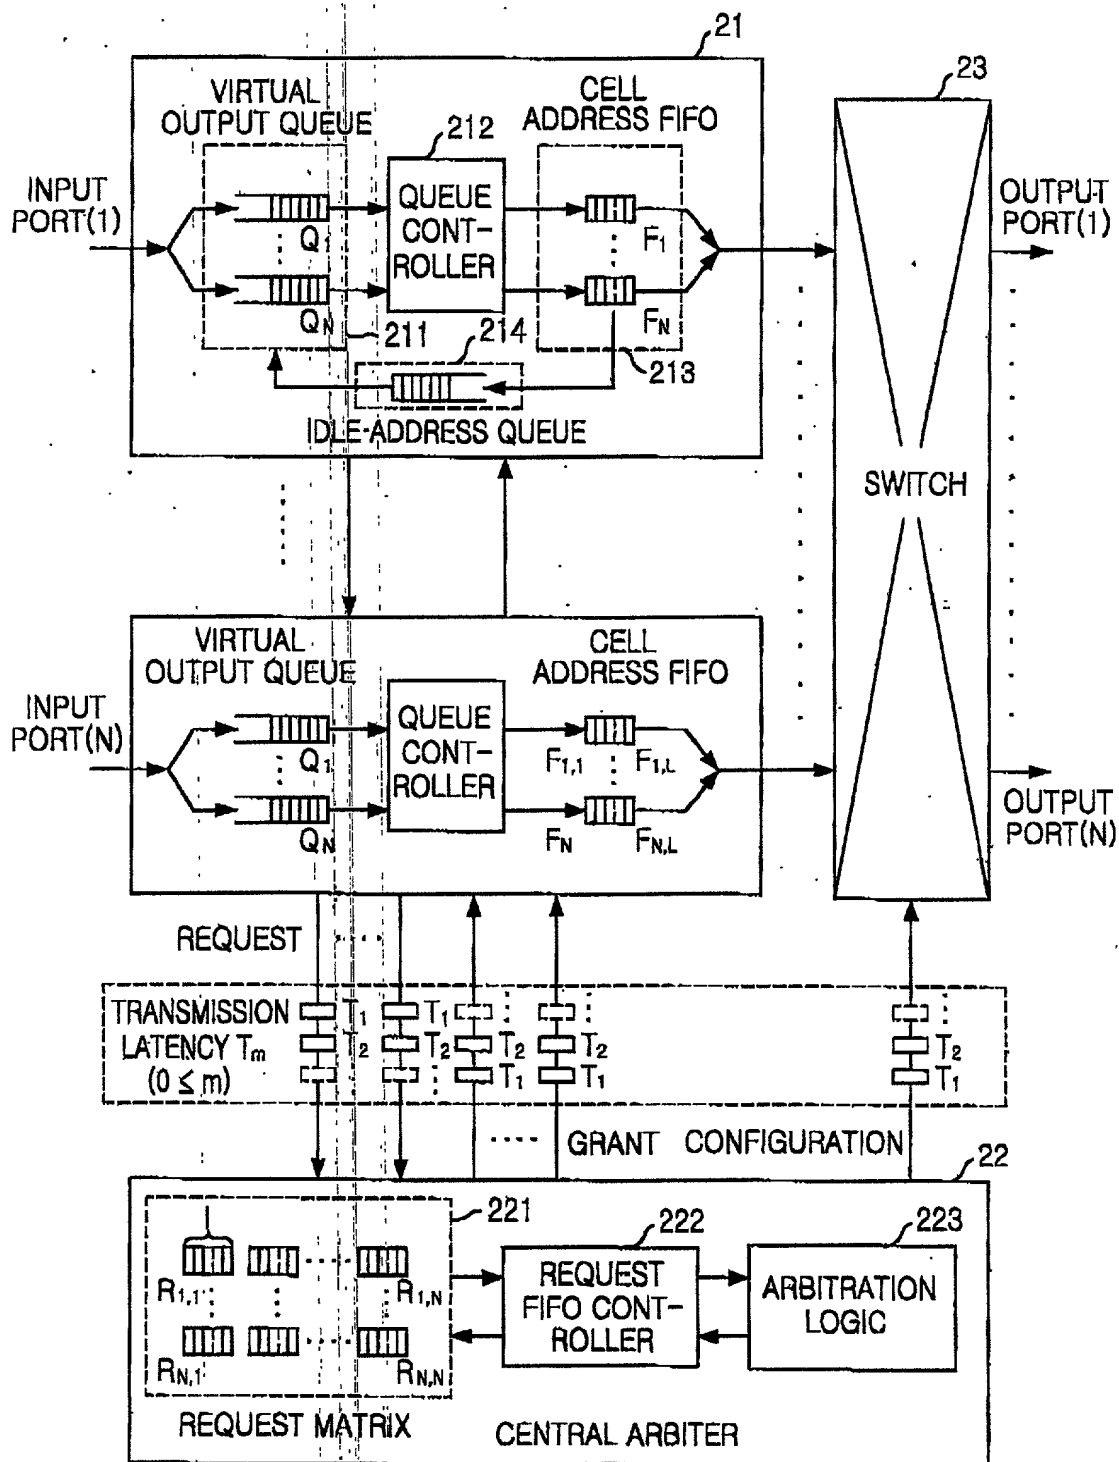 21
VIRTUAL
OUTPUT QUEUE
CELL
ADDRESS FIFO
23
212
INPUT
PORT(1)
QUEUE
CONT-
ROLLER
Q1
QN
F1
FN
OUTPUT
PORT(1)
211
214
213
IDLE-ADDRESS QUEUE
SWITCH
VIRTUAL
OUTPUT QUEUE
CELL
ADDRESS FIFO
INPUT
PORT(N)
QUEUE
CONT-
ROLLER
Q1
QN
F1,1
F1,L
FN
FN,L
OUTPUT
PORT(N)
REQUEST
TRANSMISSION
LATENCY Tm
(0 ≤ m)
T1 T1
T2 T2 T2 T2 T2
T1 T1 T1
GRANT CONFIGURATION
22
221
222
223
R1,1
R1,N
RN,1
RN,N
REQUEST
FIFO CONT-
ROLLER
ARBITRATION
LOGIC
REQUEST MATRIX
CENTRAL ARBITER